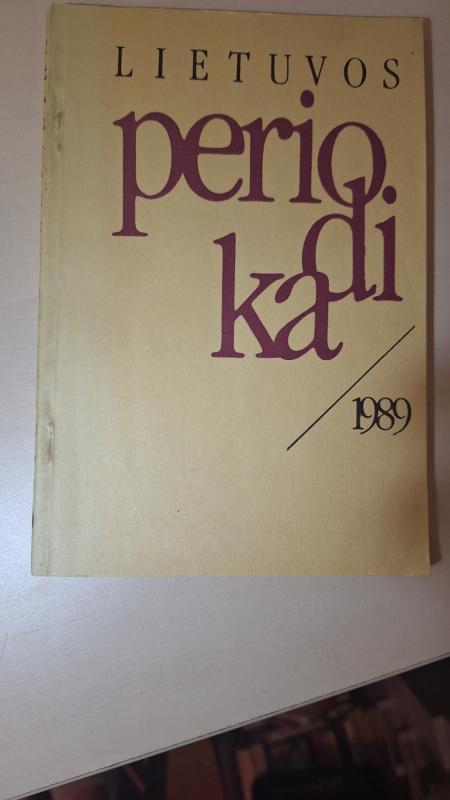 LIETUVOS
perio
di
ka
/1989